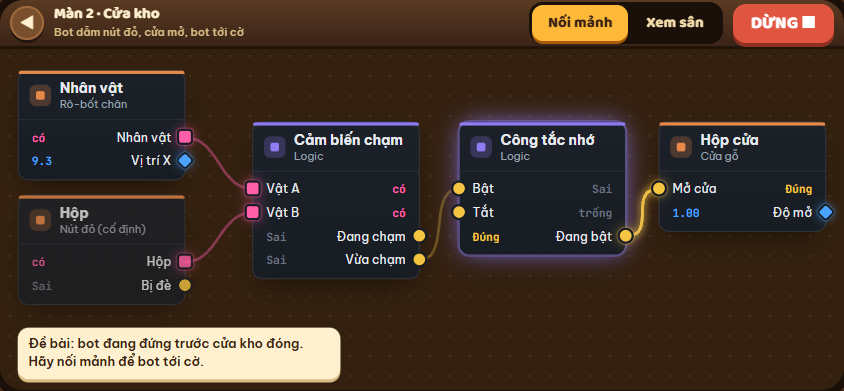 Màn 2 · Cửa kho
Bot dẫm nút đỏ, cửa mở, bot tới cờ
Nối mảnh
Xem sân
DỪNG
Nhân vật
Rô-bốt chân
có
Nhân vật
9.3
Vị trí X
Hộp
Nút đỏ (cố định)
có
Hộp
Sai
Bị đè
Cảm biến chạm
Logic
Vật A
có
Vật B
có
Sai
Đang chạm
Sai
Vừa chạm
Công tắc nhớ
Logic
Bật
Sai
Tắt
trống
Đúng
Đang bật
Hộp cửa
Cửa gỗ
Mở cửa
Đúng
1.00
Độ mở
Đề bài: bot đang đứng trước cửa kho đóng.
Hãy nối mảnh để bot tới cờ.